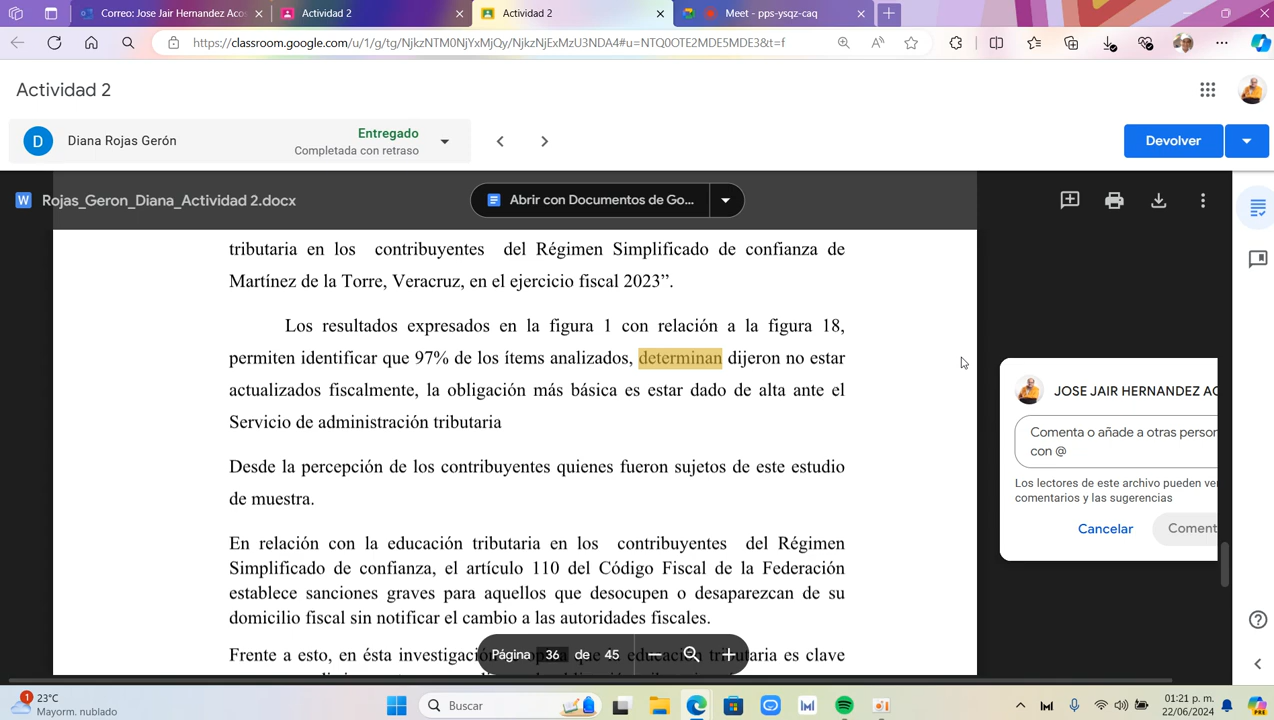 Correo: Jose Jair Hernandez Acos
Actividad 2
Actividad 2
Meet - pps-ysqz-caq
https://classroom.google.com/u/1/g/tg/NjkzNTM0NjYxMjQy/NjkzNjExMzU3NDA4#u=NTQ0OTE2MDE5MDE3&t=f
Actividad 2
D
Diana Rojas Gerón
Entregado
Completada con retraso
Devolver
W
Rojas_Geron_Diana_Actividad 2.docx
Abrir con Documentos de Go...
tributaria en los contribuyentes del Régimen Simplificado de confianza de
Martínez de la Torre, Veracruz, en el ejercicio fiscal 2023”.
Los resultados expresados en la figura 1 con relación a la figura 18,
permiten identificar que 97% de los ítems analizados, determinan dijeron no estar
actualizados fiscalmente, la obligación más básica es estar dado de alta ante el
Servicio de administración tributaria
Desde la percepción de los contribuyentes quienes fueron sujetos de este estudio
de muestra.
En relación con la educación tributaria en los contribuyentes del Régimen
Simplificado de confianza, el artículo 110 del Código Fiscal de la Federación
establece sanciones graves para aquellos que desocupen o desaparezcan de su
domicilio fiscal sin notificar el cambio a las autoridades fiscales.
Frente a esto, en ésta investigación
tributaria es clave
Página 36 de 45
JOSE JAIR HERNANDEZ AC
Comenta o añade a otras person
con @
Los lectores de este archivo pueden ve
comentarios y las sugerencias
Cancelar
Coment
1
23°C
Mayorm. nublado
Buscar
01:21 p. m.
22/06/2024
PRE